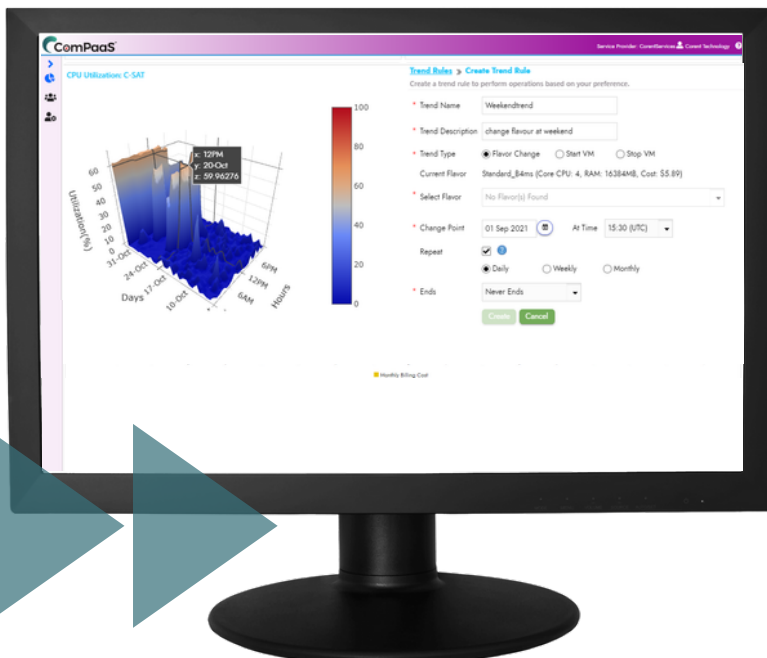 ComPaaS
Service Provider: CorentServices Corent Technology
CPU Utilization: C-SAT
Trend Rules > Create Trend Rule
Create a trend rule to perform operations based on your preference.
* Trend Name Weekendtrend
* Trend Description change flavour at weekend
* Trend Type Flavor Change Start VM Stop VM
Current Flavor Standard_B4ms (Core CPU: 4, RAM: 16384MB, Cost: $5.89)
* Select Flavor No Flavor(s) Found
* Change Point 01 Sep 2021 At Time 15:30 (UTC)
Repeat ?
Daily Weekly Monthly
* Ends Never Ends
Create Cancel
100
80
60
40
20
0
x: 12PM
y: 20-Oct
z: 59.96276
Utilization(%)
60
50
40
30
20
10
0
31-Oct
24-Oct
17-Oct
10-Oct
Days
6PM
12PM
6AM
Hours
Monthly Billing Cost